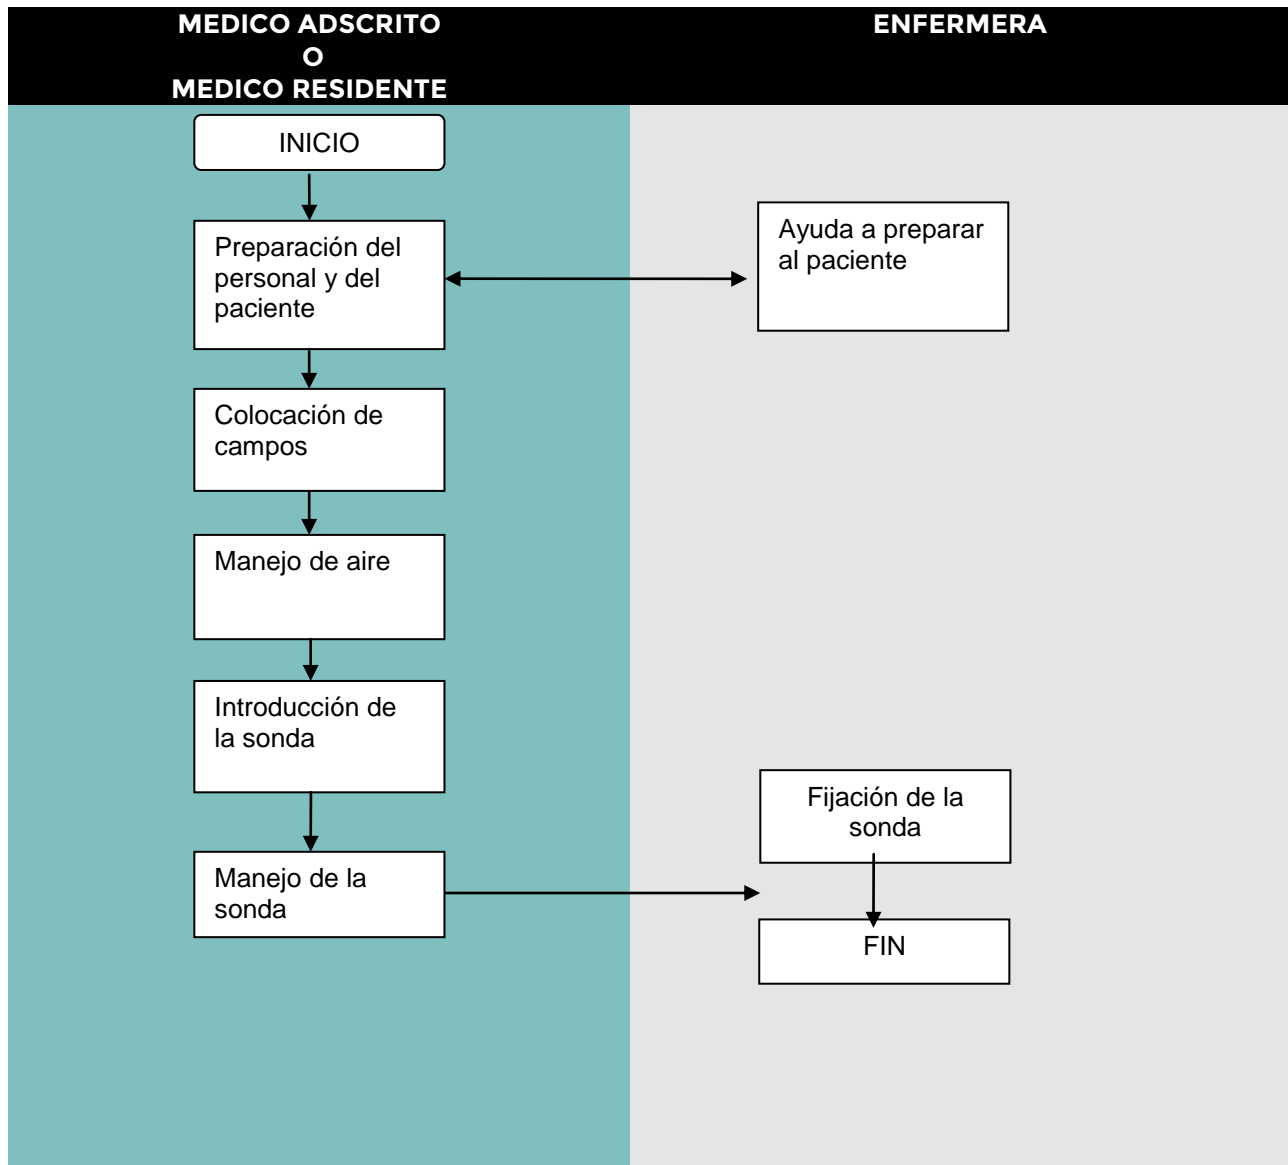 MEDICO ADSCRITO
O
MEDICO RESIDENTE
ENFERMERA
INICIO
Preparación del
personal y del
paciente
Ayuda a preparar
al paciente
Colocación de
campos
Manejo de aire
Introducción de
la sonda
Manejo de la
sonda
Fijación de la
sonda
FIN